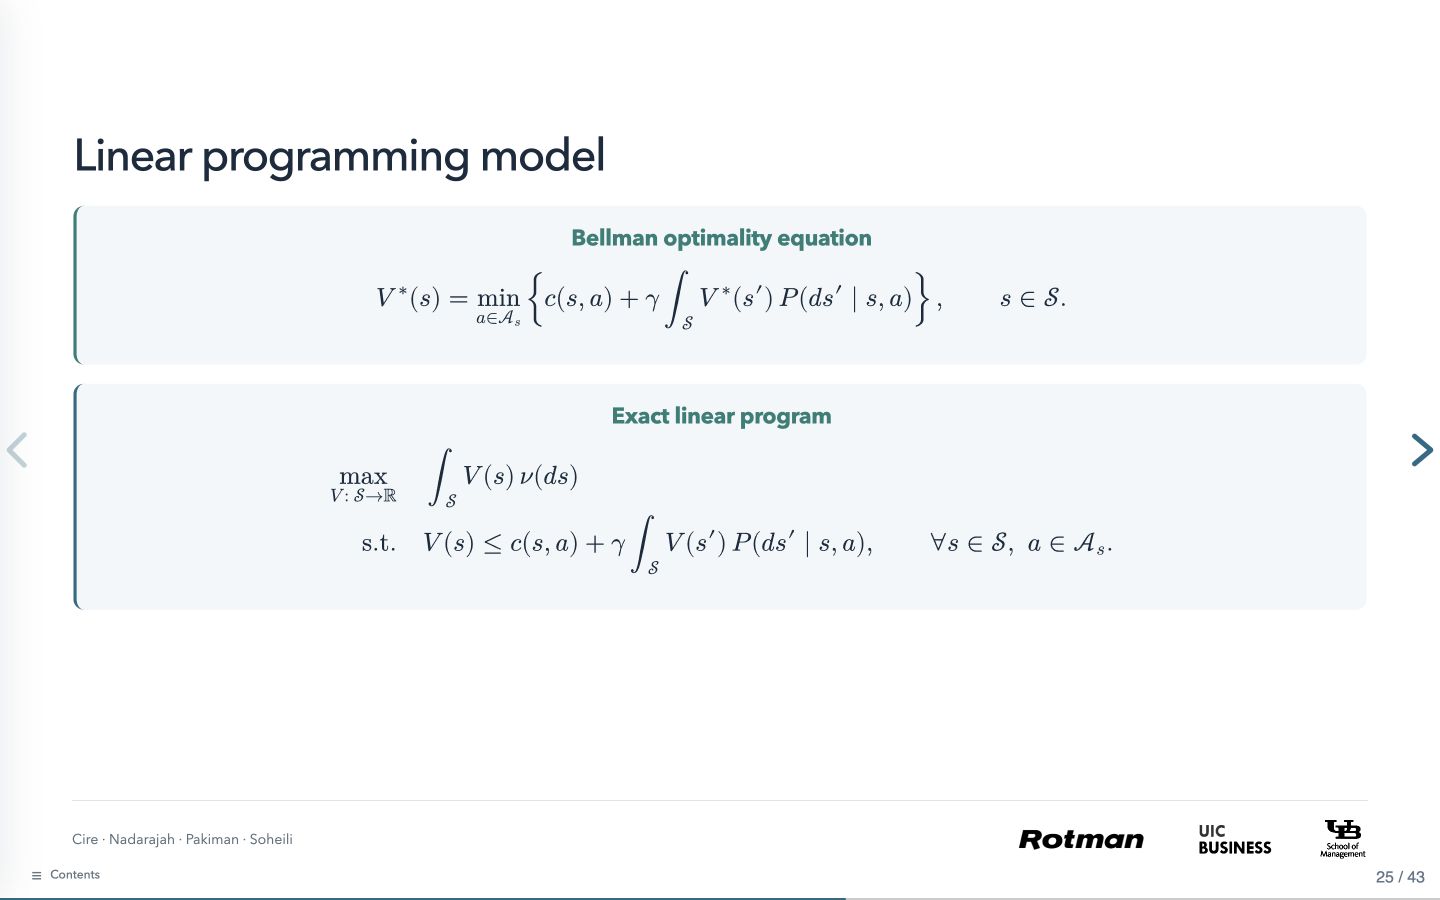 Linear programming model
Bellman optimality equation
V*(s) = min_{a∈𝒜_s} { c(s, a) + γ ∫_𝒮 V*(s′) P(ds′ | s, a) } ,  s ∈ 𝒮.
Exact linear program
max_{V: 𝒮→ℝ} ∫_𝒮 V(s) ν(ds)
s.t. V(s) ≤ c(s, a) + γ ∫_𝒮 V(s′) P(ds′ | s, a),  ∀s ∈ 𝒮, a ∈ 𝒜_s.
Cire · Nadarajah · Pakiman · Soheili
Rotman
UIC
BUSINESS
UB
School of
Management
≡ Contents
25 / 43